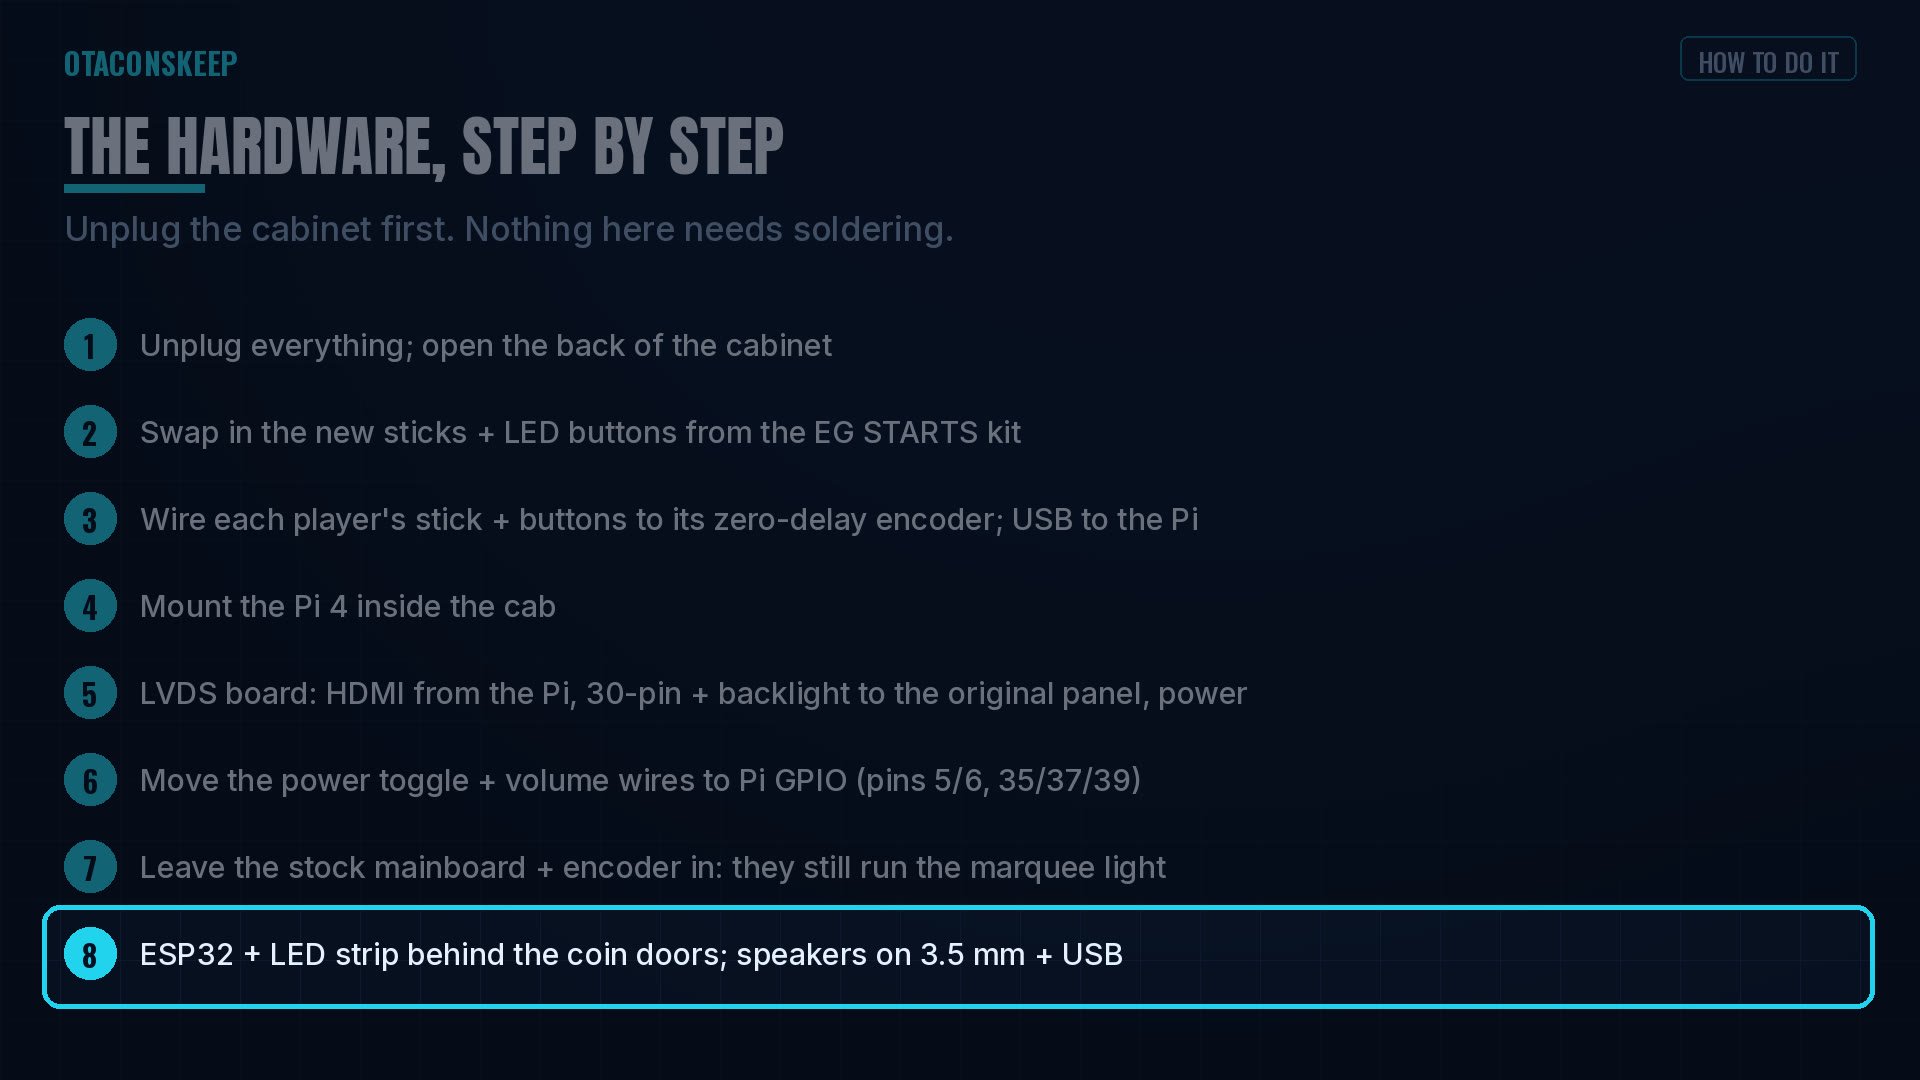 OTACONSKEEP
HOW TO DO IT
THE HARDWARE, STEP BY STEP
Unplug the cabinet first. Nothing here needs soldering.
1 Unplug everything; open the back of the cabinet
2 Swap in the new sticks + LED buttons from the EG STARTS kit
3 Wire each player's stick + buttons to its zero-delay encoder; USB to the Pi
4 Mount the Pi 4 inside the cab
5 LVDS board: HDMI from the Pi, 30-pin + backlight to the original panel, power
6 Move the power toggle + volume wires to Pi GPIO (pins 5/6, 35/37/39)
7 Leave the stock mainboard + encoder in: they still run the marquee light
8 ESP32 + LED strip behind the coin doors; speakers on 3.5 mm + USB